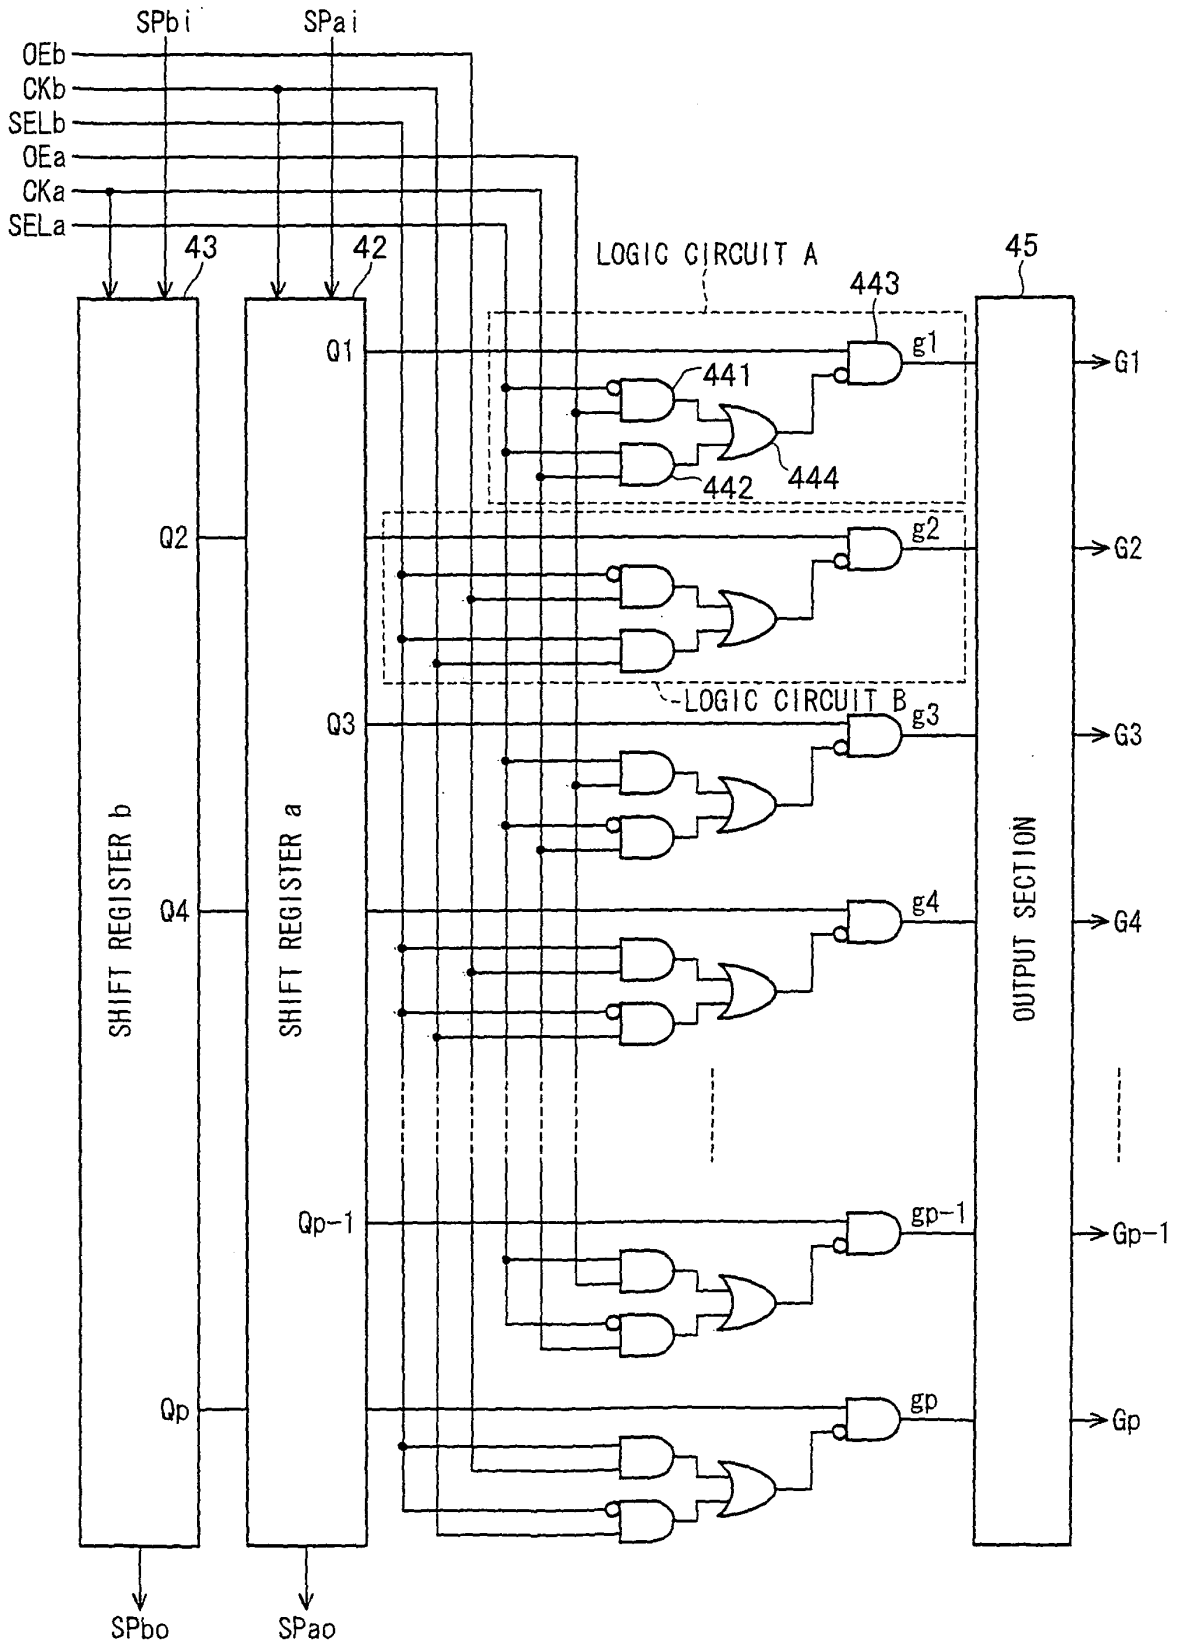 SPbi
SPai
OEb
CKb
SELb
OEa
CKa
SELa
43
42
LOGIC CIRCUIT A
45
443
Q1
g1
G1
441
442
444
Q2
g2
G2
LOGIC CIRCUIT B
Q3
g3
G3
SHIFT REGISTER b
SHIFT REGISTER a
OUTPUT SECTION
Q4
g4
G4
Qp-1
gp-1
Gp-1
Qp
gp
Gp
SPbo
SPao